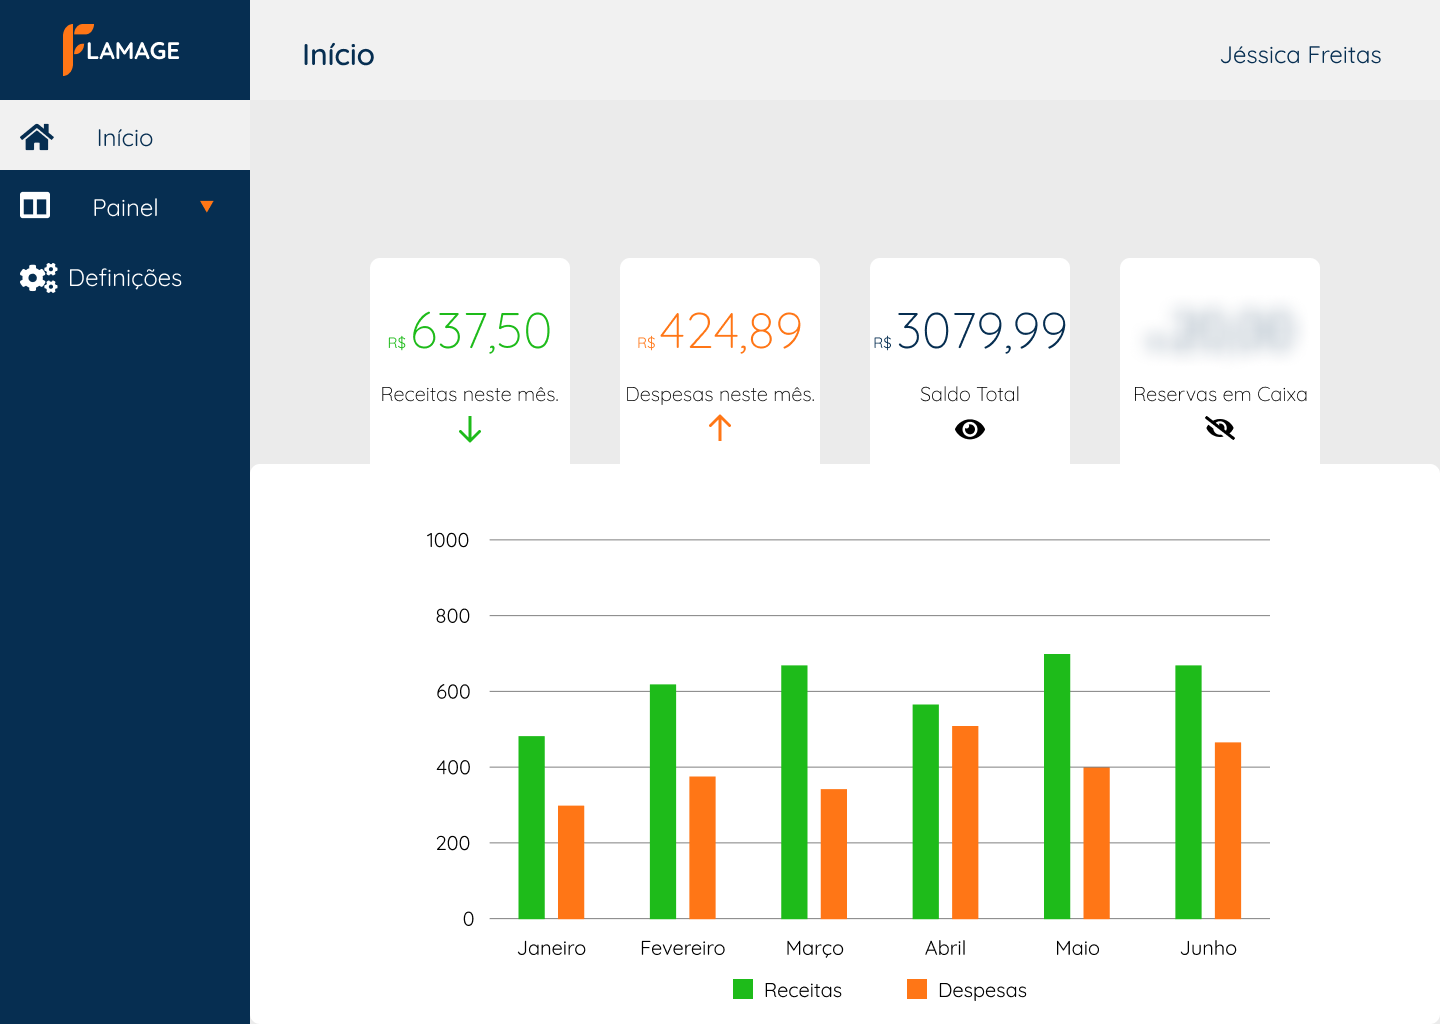 FLAMAGE
Início
Jéssica Freitas
Início
Painel
Definições
R$ 637,50
Receitas neste mês.
R$ 424,89
Despesas neste mês.
R$ 3079,99
Saldo Total
Reservas em Caixa
1000
800
600
400
200
0
Janeiro Fevereiro Março Abril Maio Junho
Receitas Despesas